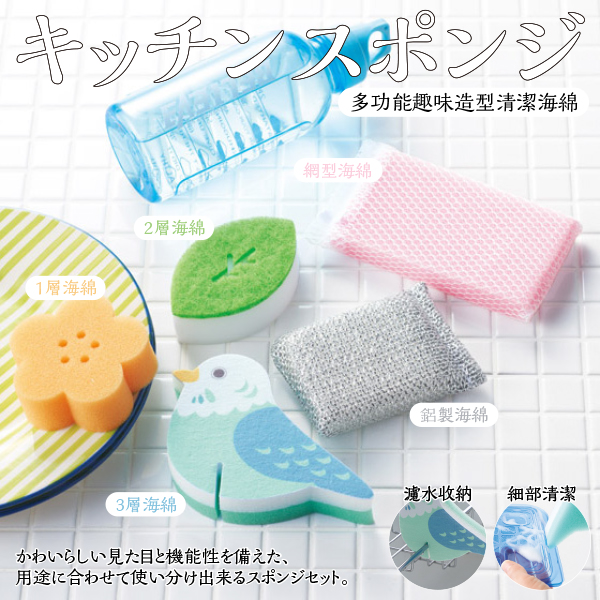 キッチンスポンジ
多功能趣味造型清潔海綿
網型海綿
2層海綿
1層海綿
鋁製海綿
3層海綿
濾水收納
細部清潔
かわいらしい見た目と機能性を備えた、
用途に合わせて使い分け出来るスポンジセット。